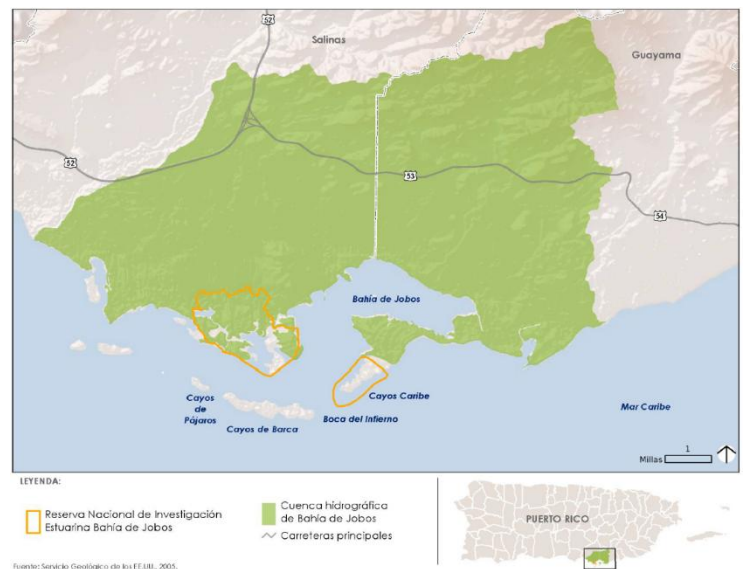 52
Salinas
Guayama
52
53
54
Bahía de Jobos
Cayos
de
Pájaros
Cayos de Barca
Cayos Caribe
Boca del Infierno
Mar Caribe
1
Millas
LEYENDA:
Reserva Nacional de Investigación
Estuarina Bahía de Jobos
Cuenca hidrográfica
de Bahía de Jobos
Carreteras principales
PUERTO RICO
Fuente: Servicio Geológico de los EE.UU., 2005.